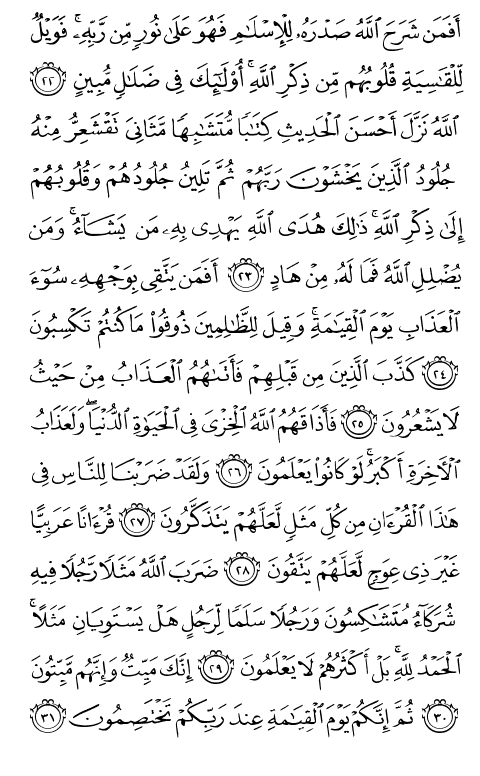 أَفَمَن شَرَحَ ٱللَّهُ صَدْرَهُۥ لِلْإِسْلَٰمِ فَهُوَ عَلَىٰ نُورٍ مِّن رَّبِّهِۦ ۚ فَوَيْلٌ
لِّلْقَٰسِيَةِ قُلُوبُهُم مِّن ذِكْرِ ٱللَّهِ ۚ أُو۟لَٰٓئِكَ فِى ضَلَٰلٍ مُّبِينٍ ٢٢
ٱللَّهُ نَزَّلَ أَحْسَنَ ٱلْحَدِيثِ كِتَٰبًا مُّتَشَٰبِهًا مَّثَانِىَ تَقْشَعِرُّ مِنْهُ
جُلُودُ ٱلَّذِينَ يَخْشَوْنَ رَبَّهُمْ ثُمَّ تَلِينُ جُلُودُهُمْ وَقُلُوبُهُمْ
إِلَىٰ ذِكْرِ ٱللَّهِ ۚ ذَٰلِكَ هُدَى ٱللَّهِ يَهْدِى بِهِۦ مَن يَشَآءُ ۚ وَمَن
يُضْلِلِ ٱللَّهُ فَمَا لَهُۥ مِنْ هَادٍ ٢٣ أَفَمَن يَتَّقِى بِوَجْهِهِۦ سُوٓءَ
ٱلْعَذَابِ يَوْمَ ٱلْقِيَٰمَةِ ۚ وَقِيلَ لِلظَّٰلِمِينَ ذُوقُوا۟ مَا كُنتُمْ تَكْسِبُونَ
٢٤ كَذَّبَ ٱلَّذِينَ مِن قَبْلِهِمْ فَأَتَىٰهُمُ ٱلْعَذَابُ مِنْ حَيْثُ
لَا يَشْعُرُونَ ٢٥ فَأَذَاقَهُمُ ٱللَّهُ ٱلْخِزْىَ فِى ٱلْحَيَوٰةِ ٱلدُّنْيَا ۖ وَلَعَذَابُ
ٱلْءَاخِرَةِ أَكْبَرُ ۚ لَوْ كَانُوا۟ يَعْلَمُونَ ٢٦ وَلَقَدْ ضَرَبْنَا لِلنَّاسِ فِى
هَٰذَا ٱلْقُرْءَانِ مِن كُلِّ مَثَلٍ لَّعَلَّهُمْ يَتَذَكَّرُونَ ٢٧ قُرْءَانًا عَرَبِيًّا
غَيْرَ ذِى عِوَجٍ لَّعَلَّهُمْ يَتَّقُونَ ٢٨ ضَرَبَ ٱللَّهُ مَثَلًا رَّجُلًا فِيهِ
شُرَكَآءُ مُتَشَٰكِسُونَ وَرَجُلًا سَلَمًا لِّرَجُلٍ هَلْ يَسْتَوِيَانِ مَثَلًا ۚ
ٱلْحَمْدُ لِلَّهِ ۚ بَلْ أَكْثَرُهُمْ لَا يَعْلَمُونَ ٢٩ إِنَّكَ مَيِّتٌ وَإِنَّهُم مَّيِّتُونَ
٣٠ ثُمَّ إِنَّكُمْ يَوْمَ ٱلْقِيَٰمَةِ عِندَ رَبِّكُمْ تَخْتَصِمُونَ ٣١